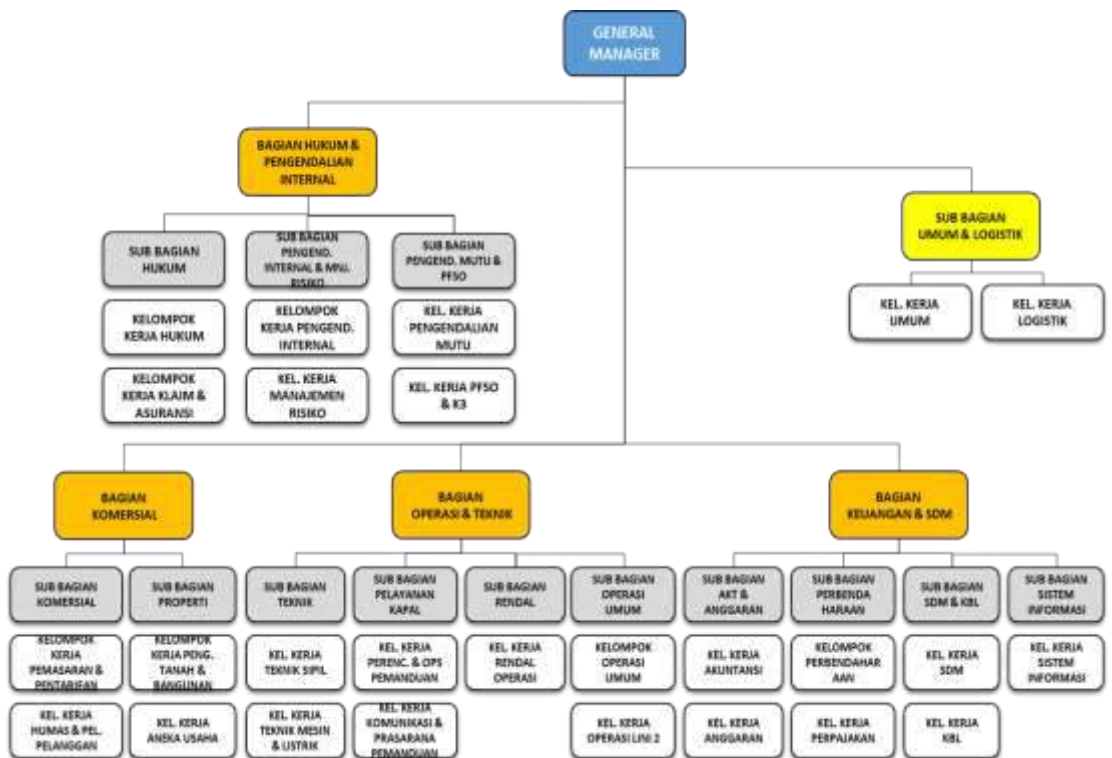 GENERAL
MANAGER
BAGIAN HUKUM &
PENGENDALIAN
INTERNAL
SUB BAGIAN
UMUM & LOGISTIK
SUB BAGIAN
HUKUM
SUB BAGIAN
PENGEND.
INTERNAL & MNJ.
RISIKO
SUB BAGIAN
PENGEND. MUTU &
PFSO
KEL. KERJA
UMUM
KEL. KERJA
LOGISTIK
KELOMPOK
KERJA HUKUM
KELOMPOK
KERJA PENGEND.
INTERNAL
KEL. KERJA
PENGENDALIAN
MUTU
KELOMPOK
KERJA KLAIM &
ASURANSI
KEL. KERJA
MANAJEMEN
RISIKO
KEL. KERJA PFSO
& K3
BAGIAN
KOMERSIAL
BAGIAN
OPERASI & TEKNIK
BAGIAN
KEUANGAN & SDM
SUB BAGIAN
KOMERSIAL
SUB BAGIAN
PROPERTI
SUB BAGIAN
TEKNIK
SUB BAGIAN
PELAYANAN
KAPAL
SUB BAGIAN
RENDAL
SUB BAGIAN
OPERASI
UMUM
SUB BAGIAN
AKT &
ANGGARAN
SUB BAGIAN
PERBENDA
HARAAN
SUB BAGIAN
SDM & KBL
SUB BAGIAN
SISTEM
INFORMASI
KELOMPOK
KERJA
PEMASARAN &
PENTARIFAN
KELOMPOK
KERJA PENG.
TANAH &
BANGUNAN
KEL. KERJA
TEKNIK SIPIL
KEL. KERJA
PERENC. & OPS
PEMANDUAN
KEL. KERJA
RENDAL
OPERASI
KELOMPOK
OPERASI
UMUM
KEL. KERJA
AKUNTANSI
KELOMPOK
PERBENDAHAR
AAN
KEL. KERJA
SDM
KEL. KERJA
SISTEM
INFORMASI
KEL. KERJA
HUMAS & PEL.
PELANGGAN
KEL. KERJA
ANEKA USAHA
KEL. KERJA
TEKNIK MESIN
& LISTRIK
KEL. KERJA
KOMUNIKASI &
PRASARANA
PEMANDUAN
KEL. KERJA
OPERASI LINI 2
KEL. KERJA
ANGGARAN
KEL. KERJA
PERPAJAKAN
KEL. KERJA
KBL